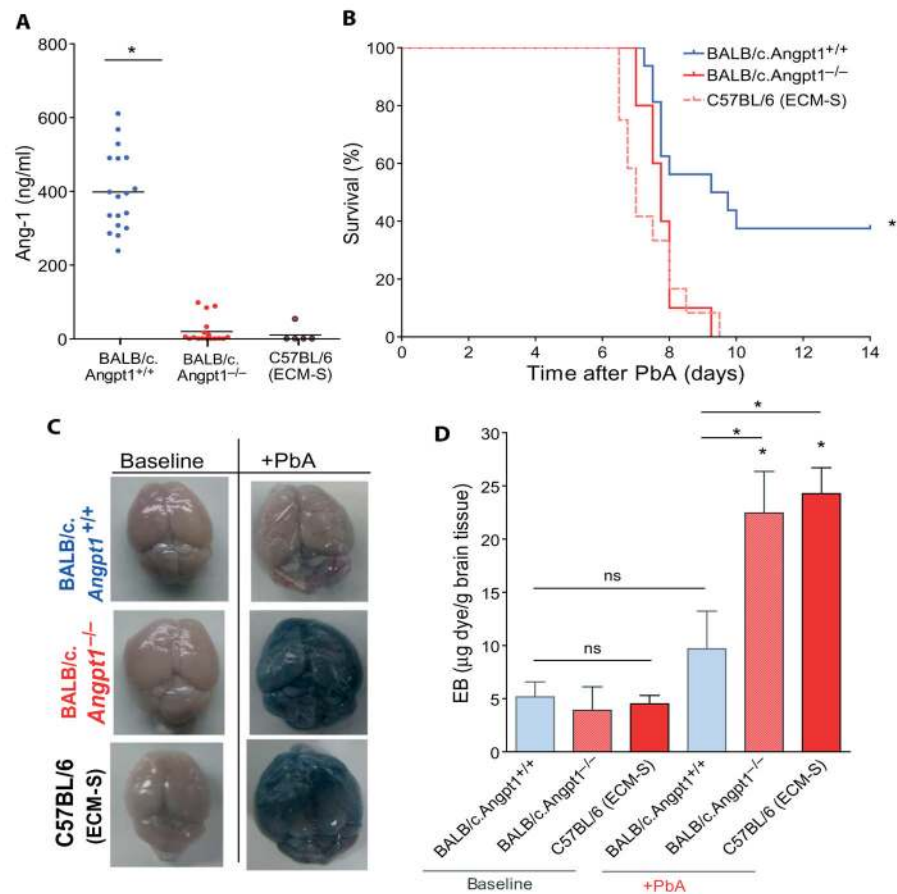 A
*
800
600
400
200
0
Ang-1 (ng/ml)
BALB/c.
Angpt1+/+
BALB/c.
Angpt1−/−
C57BL/6
(ECM-S)
B
100
80
60
40
20
0
Survival (%)
BALB/c.Angpt1+/+
BALB/c.Angpt1−/−
C57BL/6 (ECM-S)
*
0 2 4 6 8 10 12 14
Time after PbA (days)
C
Baseline +PbA
BALB/c.
Angpt1+/+
BALB/c.
Angpt1−/−
C57BL/6
(ECM-S)
D
30
25
20
15
10
5
0
EB (µg dye/g brain tissue)
*
*
*
*
ns
ns
BALB/c.Angpt1+/+
BALB/c.Angpt1−/−
C57BL/6 (ECM-S)
BALB/c.Angpt1+/+
BALB/c.Angpt1−/−
C57BL/6 (ECM-S)
Baseline +PbA